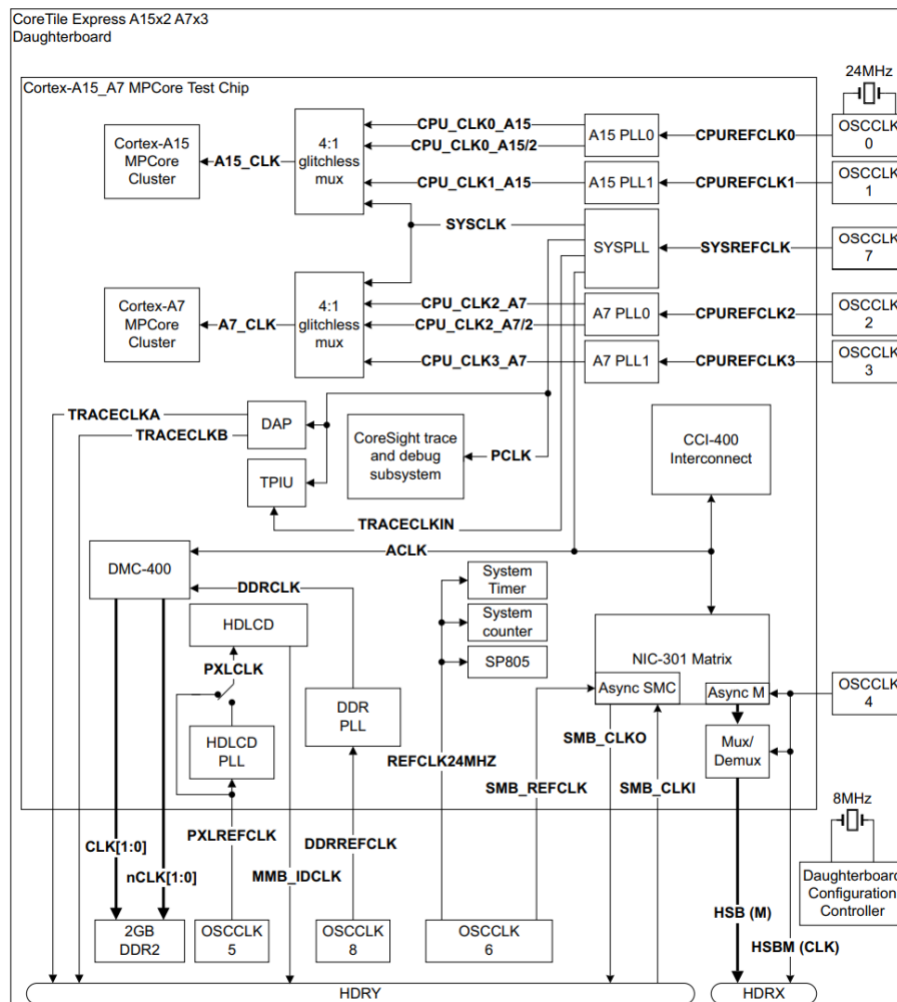 CoreTile Express A15x2 A7x3
Daughterboard
Cortex-A15_A7 MPCore Test Chip
24MHz
Cortex-A15
MPCore
Cluster
A15_CLK
4:1
glitchless
mux
CPU_CLK0_A15
CPU_CLK0_A15/2
A15 PLL0
CPUREFCLK0
OSCCLK
0
CPU_CLK1_A15
A15 PLL1
CPUREFCLK1
OSCCLK
1
SYSCLK
SYSPLL
SYSREFCLK
OSCCLK
7
Cortex-A7
MPCore
Cluster
A7_CLK
4:1
glitchless
mux
CPU_CLK2_A7
CPU_CLK2_A7/2
A7 PLL0
CPUREFCLK2
OSCCLK
2
CPU_CLK3_A7
A7 PLL1
CPUREFCLK3
OSCCLK
3
TRACECLKA
TRACECLKB
DAP
TPIU
CoreSight trace
and debug
subsystem
PCLK
CCI-400
Interconnect
TRACECLKIN
ACLK
DMC-400
DDRCLK
System
Timer
System
counter
SP805
HDLCD
PXLCLK
HDLCD
PLL
DDR
PLL
NIC-301 Matrix
Async SMC
Async M
OSCCLK
4
Mux/
Demux
REFCLK24MHZ
SMB_CLKO
SMB_REFCLK
SMB_CLKI
8MHz
Daughterboard
Configuration
Controller
PXLREFCLK
DDRREFCLK
CLK[1:0]
nCLK[1:0]
MMB_IDCLK
HSB (M)
HSBM (CLK)
2GB
DDR2
OSCCLK
5
OSCCLK
8
OSCCLK
6
HDRY
HDRX